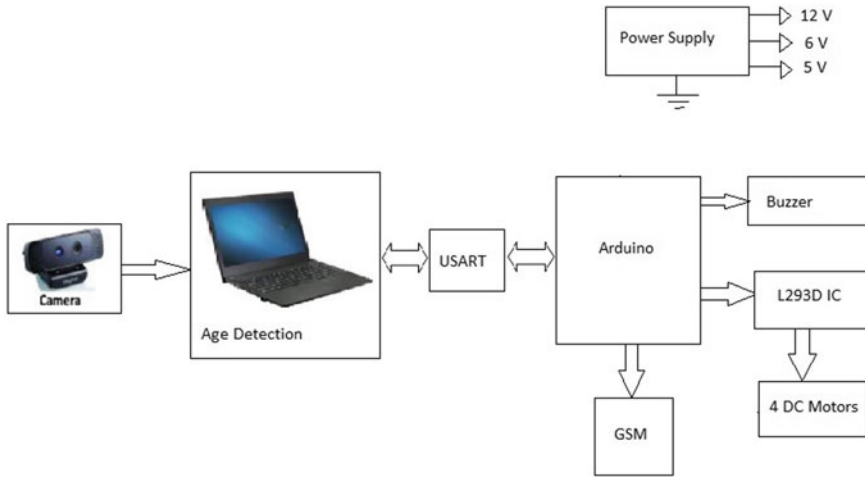 Power Supply
12 V
6 V
5 V
Camera
Age Detection
USART
Arduino
Buzzer
L293D IC
4 DC Motors
GSM